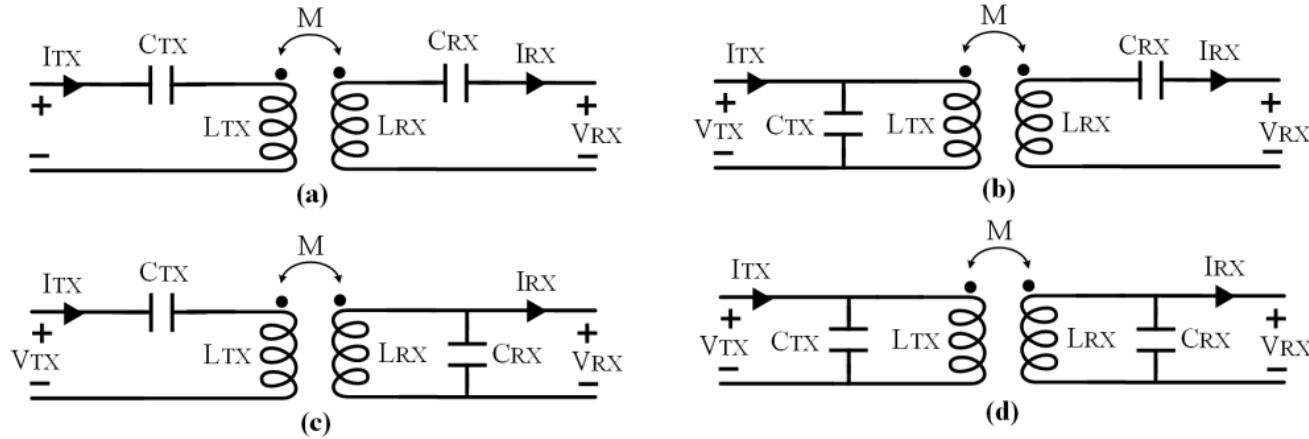 M
CTX
CRX
ITX
IRX
+
+
LTX
LRX
VRX
−
−
(a)
M
CRX
ITX
IRX
+
+
VTX
CTX
LTX
LRX
VRX
−
−
(b)
M
CTX
ITX
IRX
+
+
VTX
LTX
LRX
CRX
VRX
−
−
(c)
M
ITX
IRX
+
+
VTX
CTX
LTX
LRX
CRX
VRX
−
−
(d)